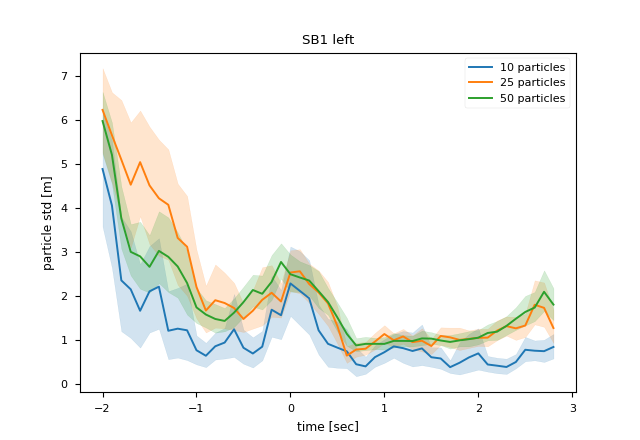 SB1 left
10 particles
25 particles
50 particles
particle std [m]
7
6
5
4
3
2
1
0
−2 −1 0 1 2 3
time [sec]